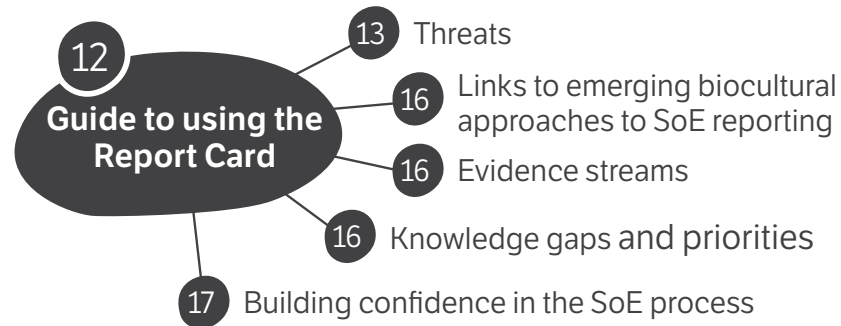 12
Guide to using the
Report Card
13 Threats
16 Links to emerging biocultural
approaches to SoE reporting
16 Evidence streams
16 Knowledge gaps and priorities
17 Building confidence in the SoE process